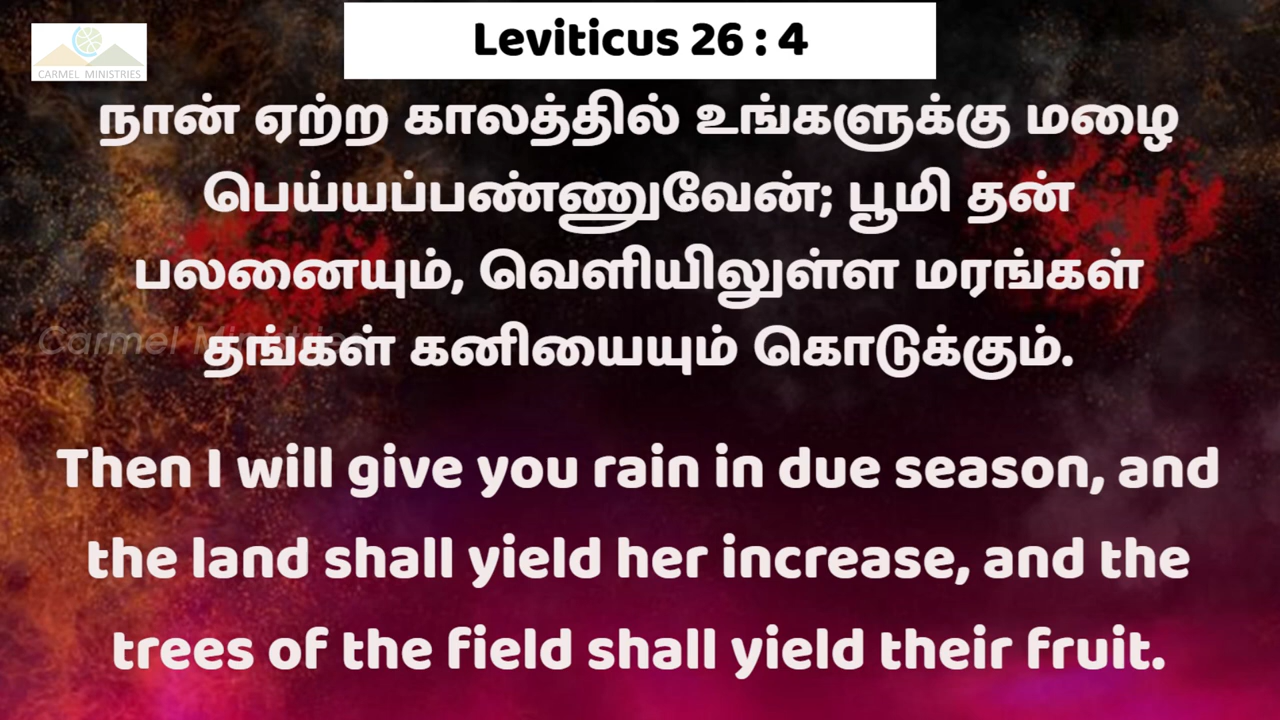 CARMEL MINISTRIES
Leviticus 26 : 4
நான் ஏற்ற காலத்தில் உங்களுக்கு மழை
பெய்யப்பண்ணுவேன்; பூமி தன்
பலனையும், வெளியிலுள்ள மரங்கள்
Carmel Ministries
தங்கள் கனியையும் கொடுக்கும்.
Then I will give you rain in due season, and
the land shall yield her increase, and the
trees of the field shall yield their fruit.